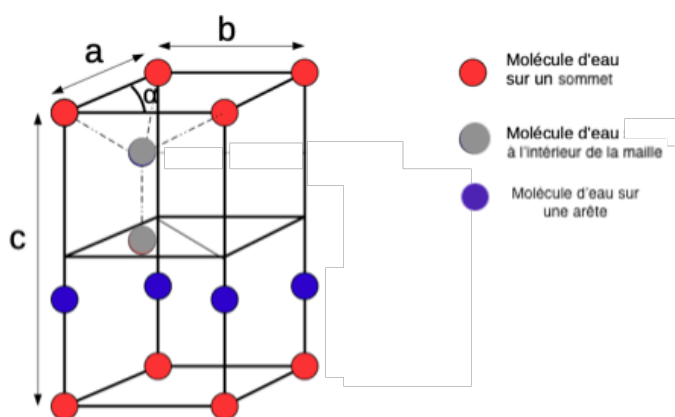 a
b
α
c
Molécule d'eau
sur un sommet
Molécule d'eau
à l'intérieur de la maille
Molécule d'eau sur
une arête